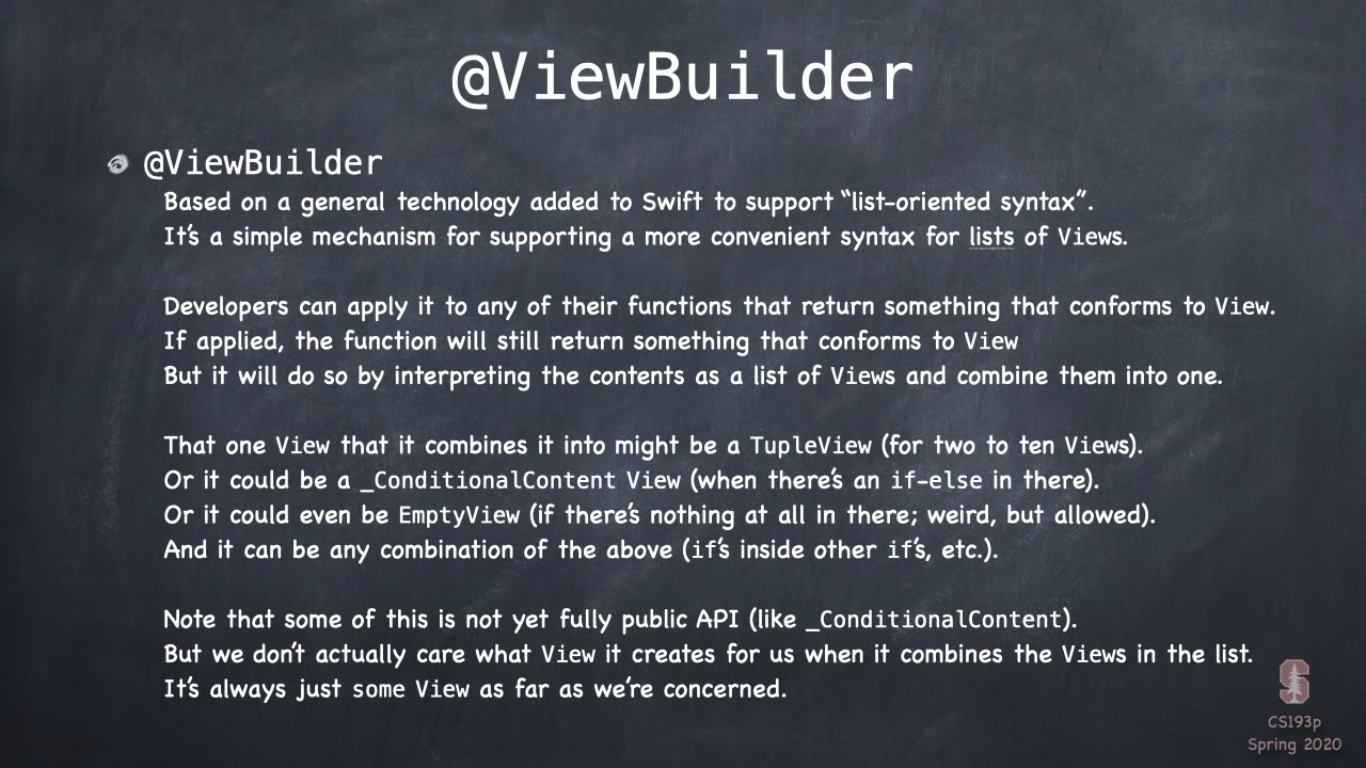 @ViewBuilder
@ViewBuilder
Based on a general technology added to Swift to support “list-oriented syntax”.
It’s a simple mechanism for supporting a more convenient syntax for lists of Views.
Developers can apply it to any of their functions that return something that conforms to View.
If applied, the function will still return something that conforms to View
But it will do so by interpreting the contents as a list of Views and combine them into one.
That one View that it combines it into might be a TupleView (for two to ten Views).
Or it could be a _ConditionalContent View (when there’s an if-else in there).
Or it could even be EmptyView (if there’s nothing at all in there; weird, but allowed).
And it can be any combination of the above (if’s inside other if’s, etc.).
Note that some of this is not yet fully public API (like _ConditionalContent).
But we don’t actually care what View it creates for us when it combines the Views in the list.
It’s always just some View as far as we’re concerned.
S
CS193p
Spring 2020